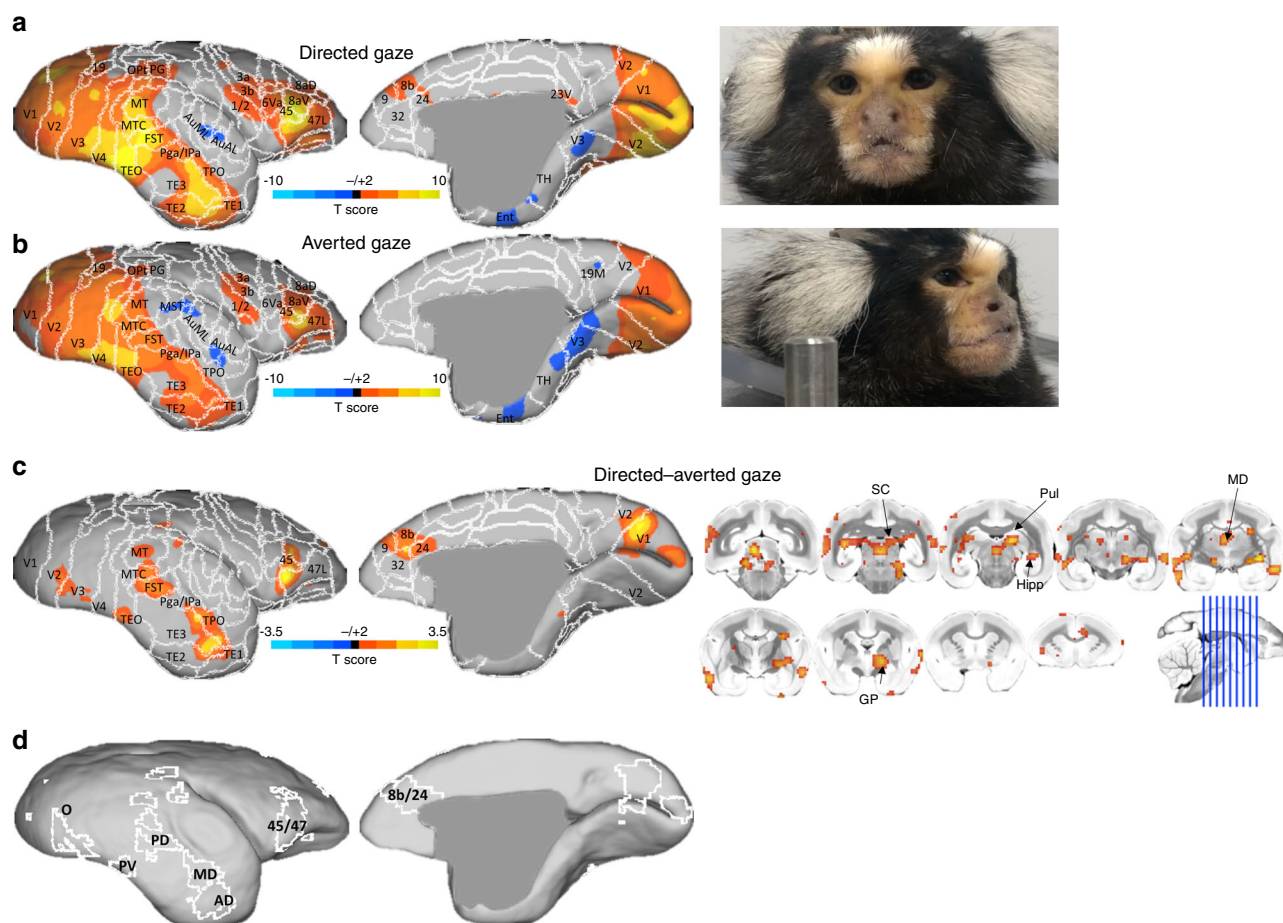 a
Directed gaze
19 OPt PG 3a 3b 1/2 6Va 8aD 8aV 45 47L
V1 V2 V3 V4 MT MTC FST TEO Pga/IPa AuML AuAL TPO TE3 TE2 TE1
9 8b 24 32 23V V2 V1 V3 V2 TH Ent
-10 –/+2 10
T score
b
Averted gaze
19 OPt PG 3a 3b 1/2 6Va 8aD 8aV 45 47L
V1 V2 V3 V4 MT MST MTC FST TEO Pga/IPa AuML AuAL TPO TE3 TE2 TE1
19M V2 V1 V3 V2 TH Ent
-10 –/+2 10
T score
c
Directed–averted gaze
V1 V2 V3 V4 MT MTC FST TEO Pga/IPa TPO TE3 TE2 TE1 45 47L
9 8b 24 32 V2 V1 V2
-3.5 –/+2 3.5
T score
SC Pul MD
Hipp
GP
d
O PV PD MD AD 45/47
8b/24